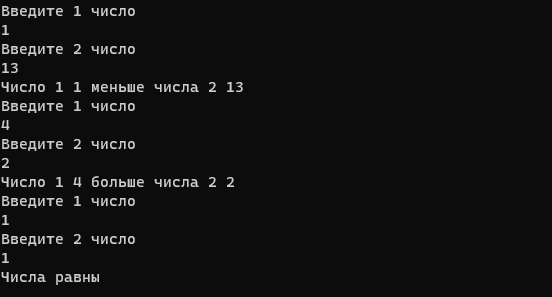 Введите 1 число
1
Введите 2 число
13
Число 1 1 меньше числа 2 13
Введите 1 число
4
Введите 2 число
2
Число 1 4 больше числа 2 2
Введите 1 число
1
Введите 2 число
1
Числа равны